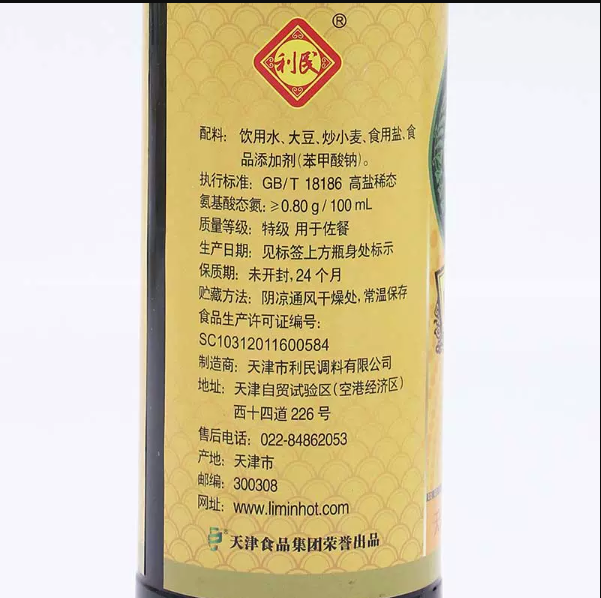 利民
®
配料：饮用水、大豆、炒小麦、食用盐、食
品添加剂(苯甲酸钠)。
执行标准：GB/T 18186 高盐稀态
氨基酸态氮：≥0.80g/100mL
质量等级：特级 用于佐餐
生产日期：见标签上方瓶身处标示
保质期：未开封,24个月
贮藏方法：阴凉通风干燥处,常温保存
食品生产许可证编号：
SC10312011600584
制造商：天津市利民调料有限公司
地址：天津自贸试验区(空港经济区)
西十四道226号
售后电话：022-84862053
产地：天津市
邮编：300308
网址：www.liminhot.com
天津食品集团荣誉出品